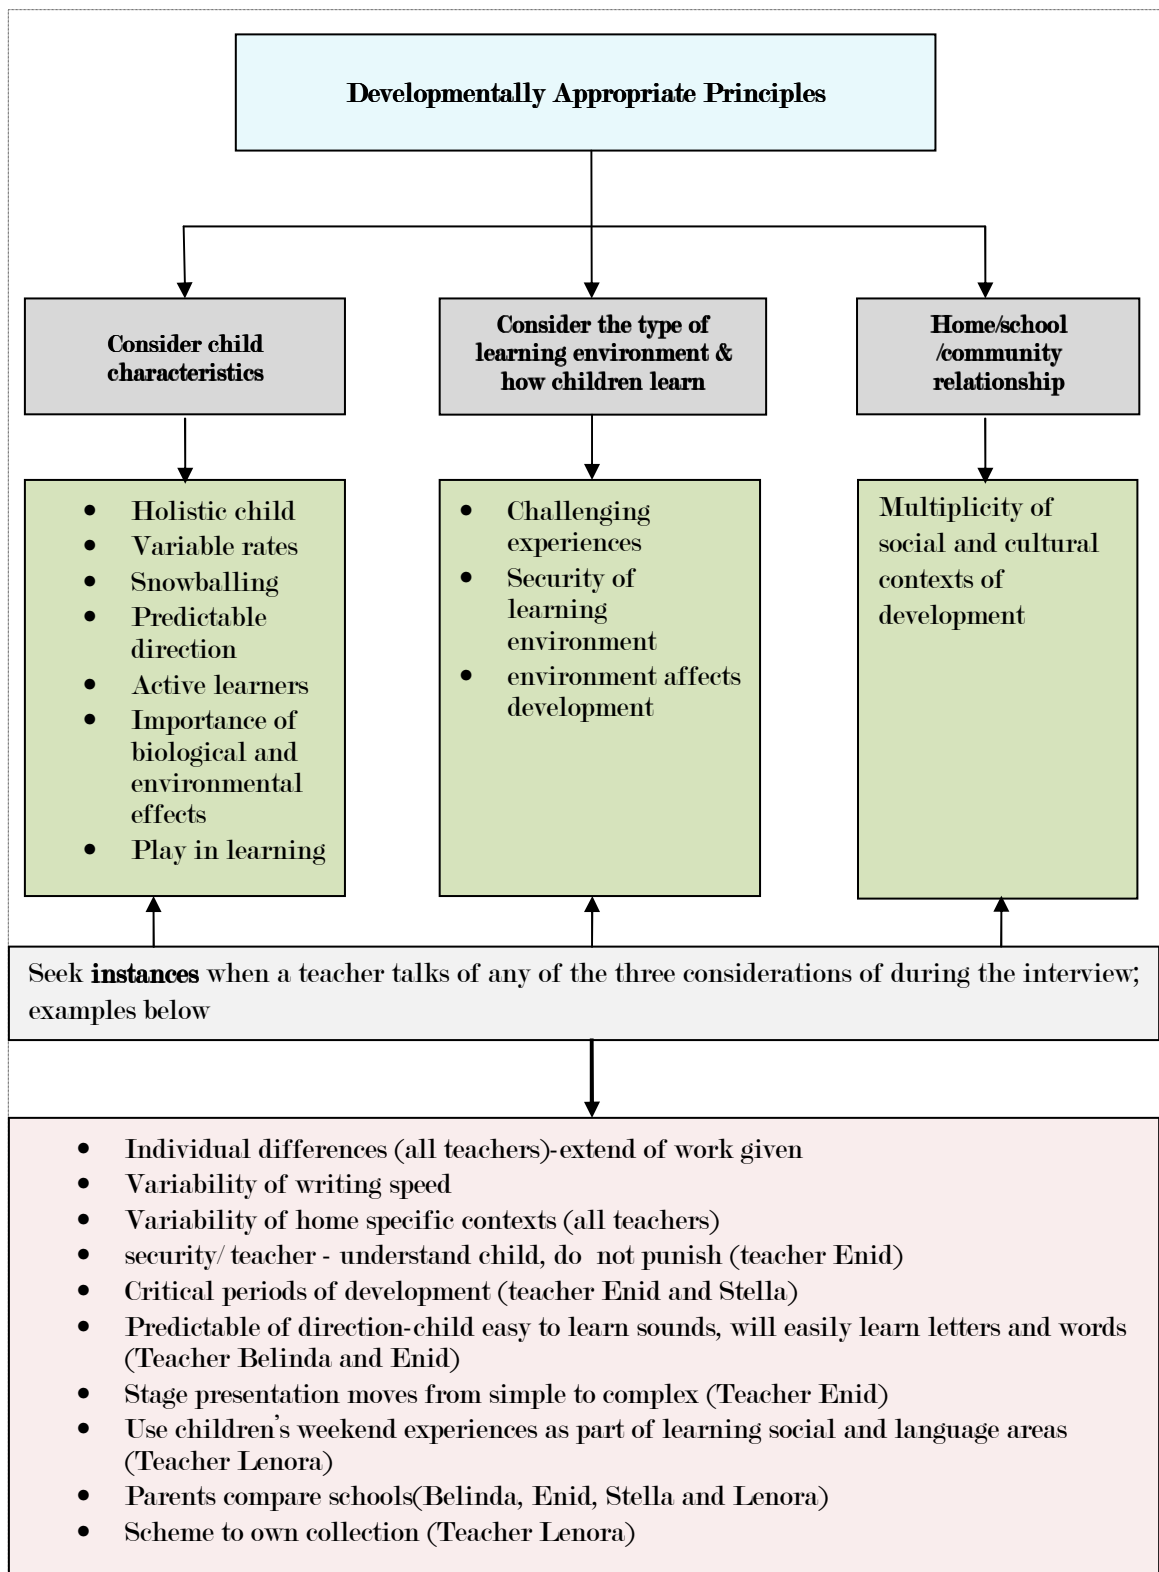 Developmentally Appropriate Principles
Consider child
characteristics
Consider the type of
learning environment &
how children learn
Home/school
/community
relationship
• Holistic child
• Variable rates
• Snowballing
• Predictable
direction
• Active learners
• Importance of
biological and
environmental
effects
• Play in learning
• Challenging
experiences
• Security of
learning
environment
• environment affects
development
Multiplicity of
social and cultural
contexts of
development
Seek instances when a teacher talks of any of the three considerations of during the interview;
examples below
• Individual differences (all teachers)-extend of work given
• Variability of writing speed
• Variability of home specific contexts (all teachers)
• security/ teacher - understand child, do not punish (teacher Enid)
• Critical periods of development (teacher Enid and Stella)
• Predictable of direction-child easy to learn sounds, will easily learn letters and words
(Teacher Belinda and Enid)
• Stage presentation moves from simple to complex (Teacher Enid)
• Use children's weekend experiences as part of learning social and language areas
(Teacher Lenora)
• Parents compare schools(Belinda, Enid, Stella and Lenora)
• Scheme to own collection (Teacher Lenora)